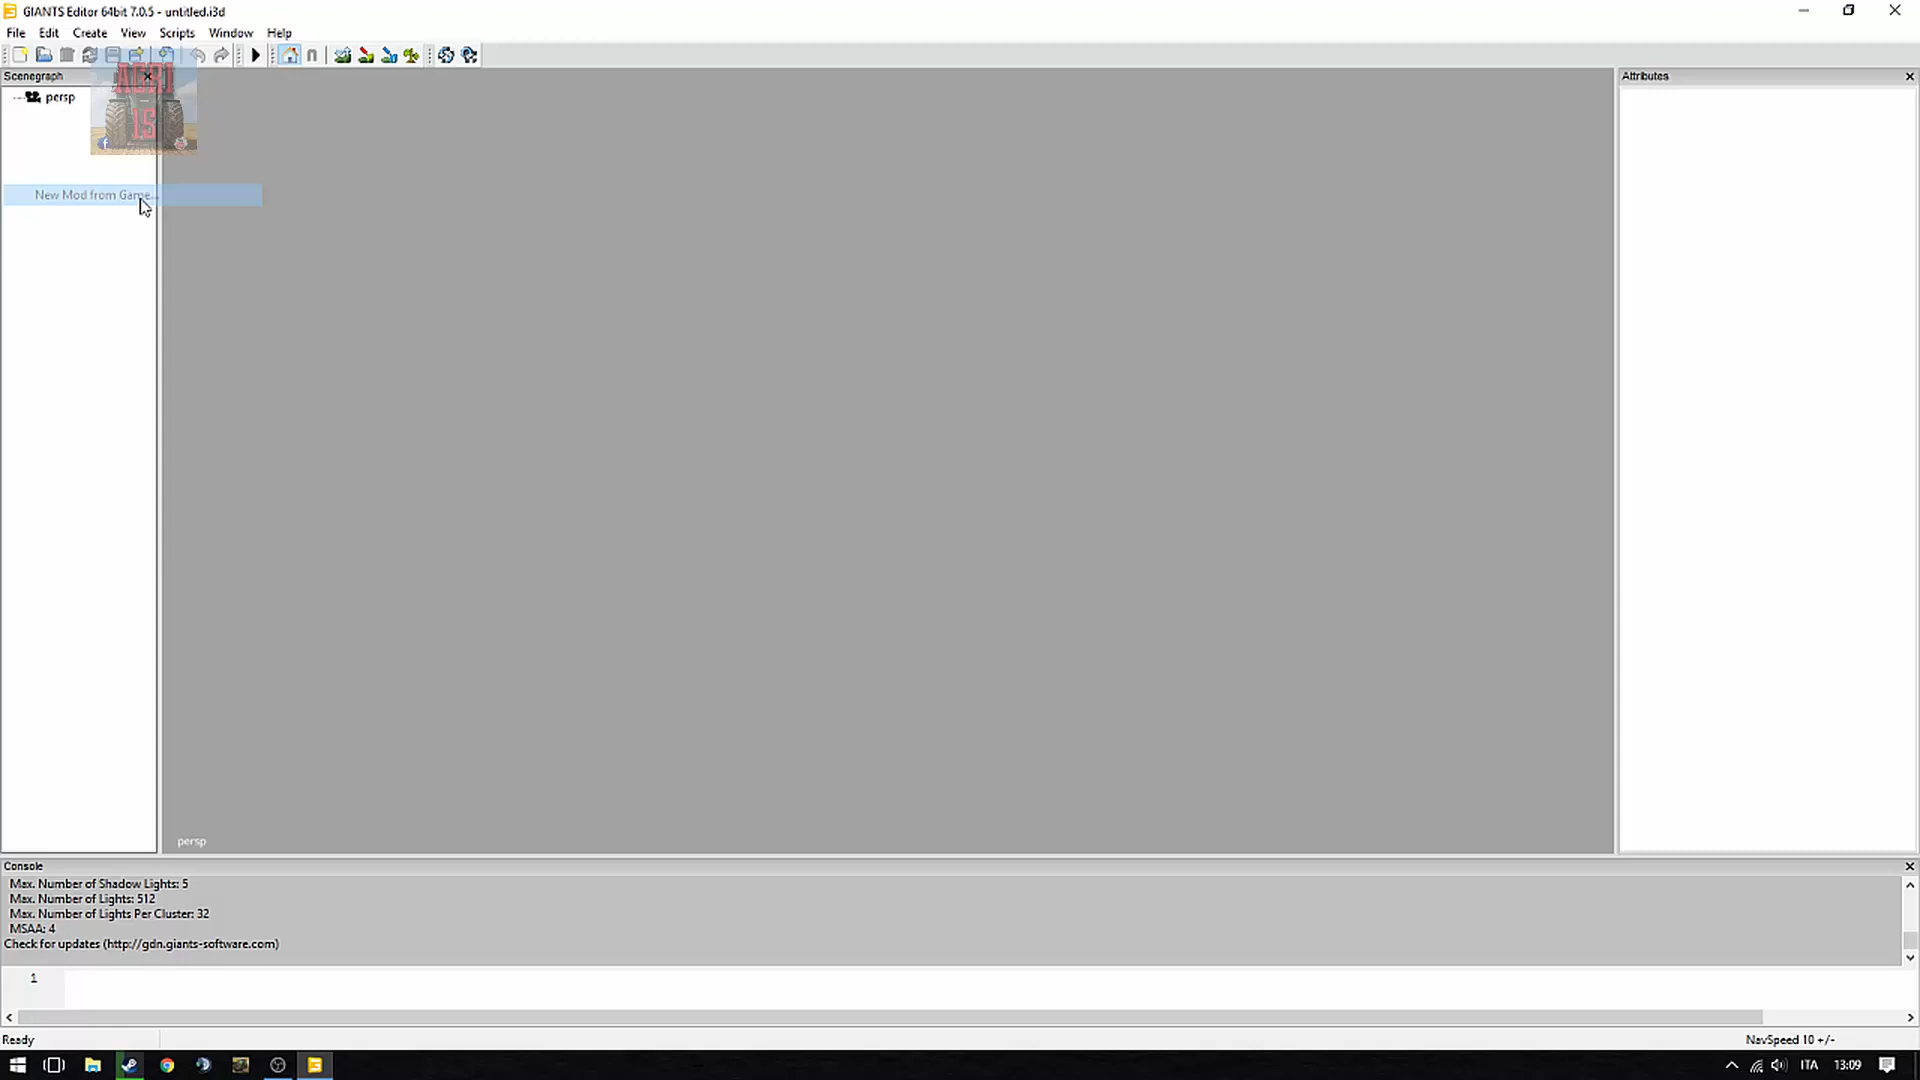 GIANTS Editor 64bit 7.0.5 - untitled.i3d
File Edit Create View Scripts Window Help
Scenegraph
Attributes
persp
AGRI
15
New Mod from Game...
persp
Console
Max. Number of Shadow Lights: 5
Max. Number of Lights: 512
Max. Number of Lights Per Cluster: 32
MSAA: 4
Check for updates (http://gdn.giants-software.com)
1
Ready
NavSpeed 10 +/-
ITA
13:09